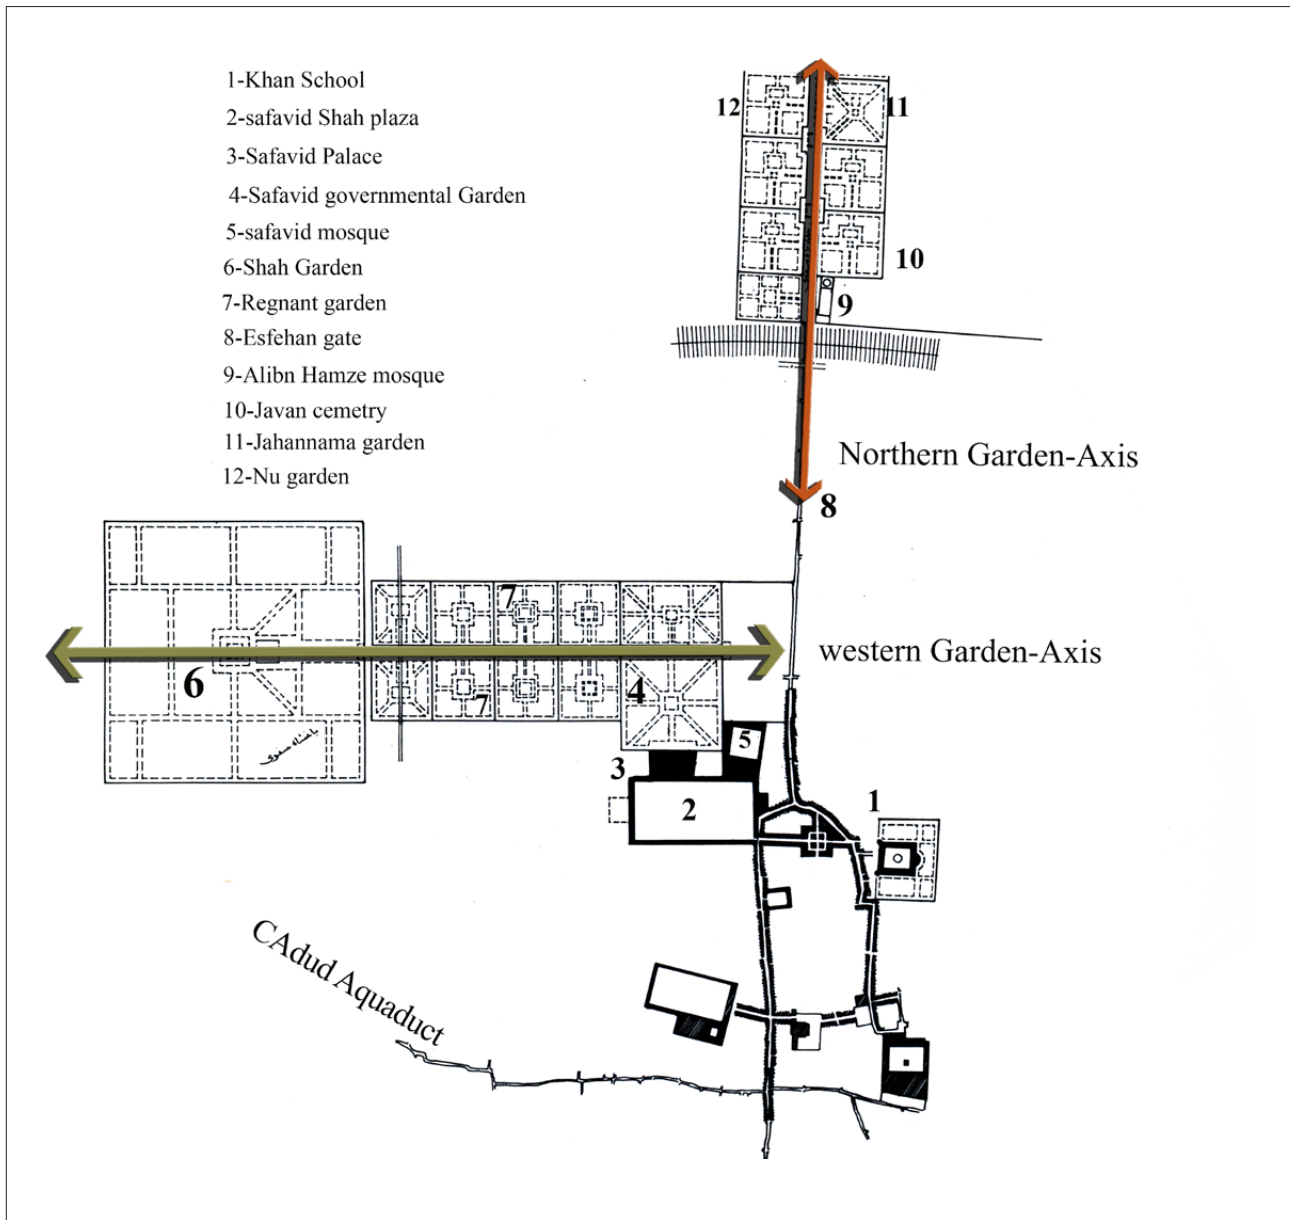 1-Khan School
2-safavid Shah plaza
3-Safavid Palace
4-Safavid governmental Garden
5-safavid mosque
6-Shah Garden
7-Regnant garden
8-Esfehan gate
9-Alibn Hamze mosque
10-Javan cemetry
11-Jahannama garden
12-Nu garden
12
11
10
9
Northern Garden-Axis
8
7
western Garden-Axis
6
4
7
5
3
2
1
CAdud Aquaduct